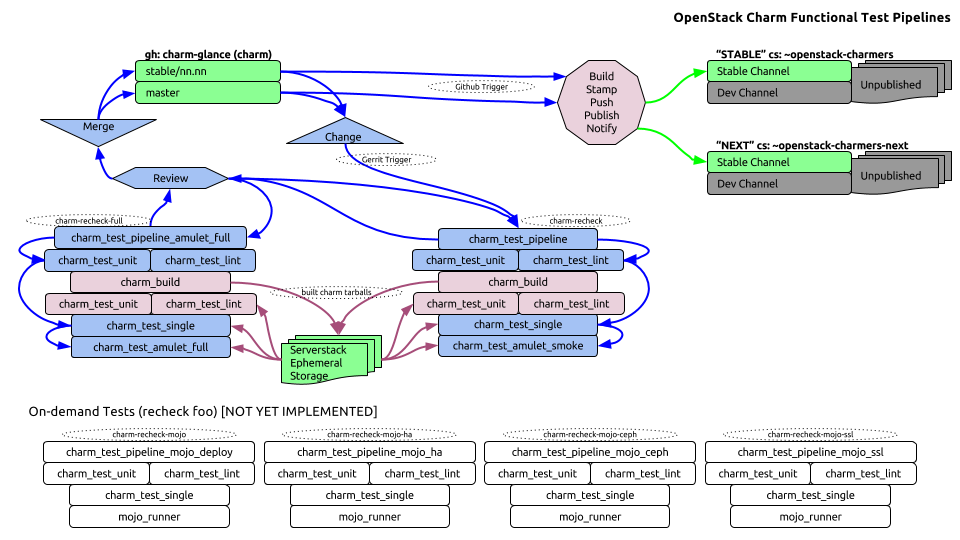 OpenStack Charm Functional Test Pipelines
gh: charm-glance (charm)
stable/nn.nn
master
Github Trigger
Build
Stamp
Push
Publish
Notify
“STABLE” cs: ~openstack-charmers
Stable Channel
Dev Channel
Unpublished
Merge
Change
Gerrit Trigger
“NEXT” cs: ~openstack-charmers-next
Stable Channel
Dev Channel
Unpublished
Review
charm-recheck-full
charm_test_pipeline_amulet_full
charm_test_unit
charm_test_lint
charm_build
charm_test_unit
charm_test_lint
charm_test_single
charm_test_amulet_full
built charm tarballs
Serverstack
Ephemeral
Storage
charm-recheck
charm_test_pipeline
charm_test_unit
charm_test_lint
charm_build
charm_test_unit
charm_test_lint
charm_test_single
charm_test_amulet_smoke
On-demand Tests (recheck foo) [NOT YET IMPLEMENTED]
charm-recheck-mojo
charm_test_pipeline_mojo_deploy
charm_test_unit
charm_test_lint
charm_test_single
mojo_runner
charm-recheck-mojo-ha
charm_test_pipeline_mojo_ha
charm_test_unit
charm_test_lint
charm_test_single
mojo_runner
charm-recheck-mojo-ceph
charm_test_pipeline_mojo_ceph
charm_test_unit
charm_test_lint
charm_test_single
mojo_runner
charm-recheck-mojo-ssl
charm_test_pipeline_mojo_ssl
charm_test_unit
charm_test_lint
charm_test_single
mojo_runner